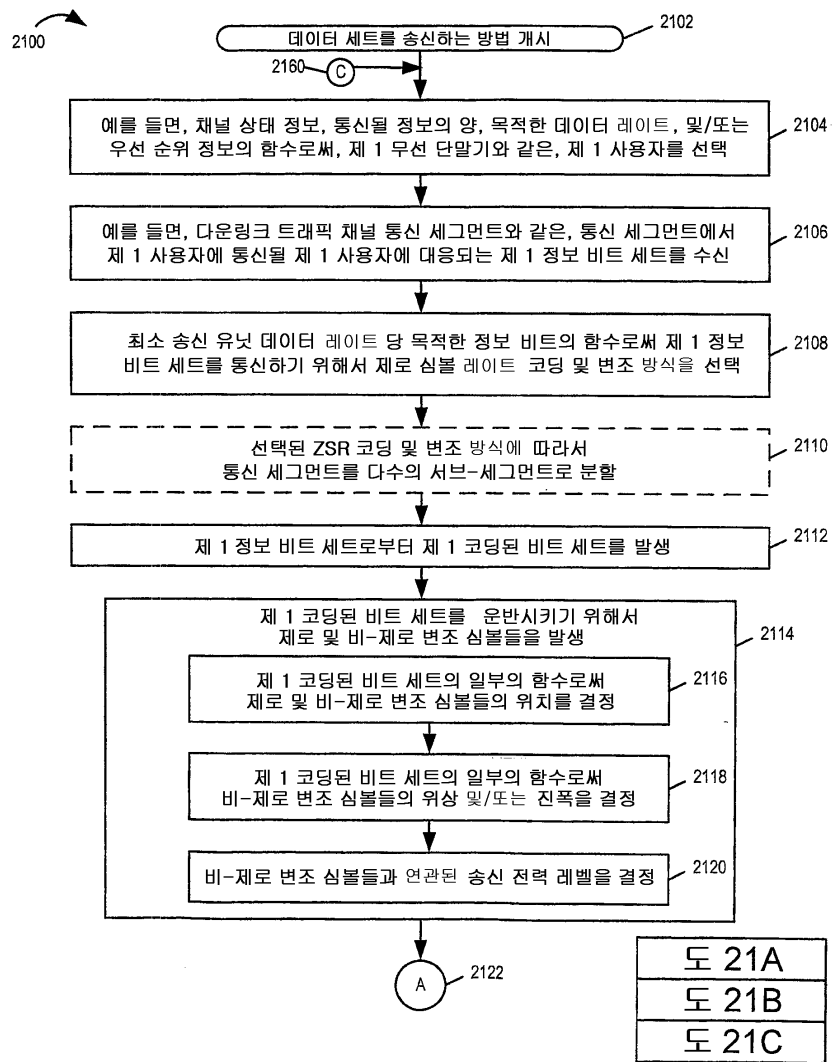 2100
데이터 세트를 송신하는 방법 개시
2102
2160
C
예를 들면, 채널 상태 정보, 통신될 정보의 양, 목적한 데이터 레이트, 및/또는
우선 순위 정보의 함수로써, 제 1 무선 단말기와 같은, 제 1 사용자를 선택
2104
예를 들면, 다운링크 트래픽 채널 통신 세그먼트와 같은, 통신 세그먼트에서
제 1 사용자에 통신될 제 1 사용자에 대응되는 제 1 정보 비트 세트를 수신
2106
최소 송신 유닛 데이터 레이트 당 목적한 정보 비트의 함수로써 제 1 정보
비트 세트를 통신하기 위해서 제로 심볼 레이트 코딩 및 변조 방식을 선택
2108
선택된 ZSR 코딩 및 변조 방식에 따라서
통신 세그먼트를 다수의 서브-세그먼트로 분할
2110
제 1 정보 비트 세트로부터 제 1 코딩된 비트 세트를 발생
2112
제 1 코딩된 비트 세트를 운반시키기 위해서
제로 및 비-제로 변조 심볼들을 발생
2114
제 1 코딩된 비트 세트의 일부의 함수로써
제로 및 비-제로 변조 심볼들의 위치를 결정
2116
제 1 코딩된 비트 세트의 일부의 함수로써
비-제로 변조 심볼들의 위상 및/또는 진폭을 결정
2118
비-제로 변조 심볼들과 연관된 송신 전력 레벨을 결정
2120
A
2122
도 21A
도 21B
도 21C